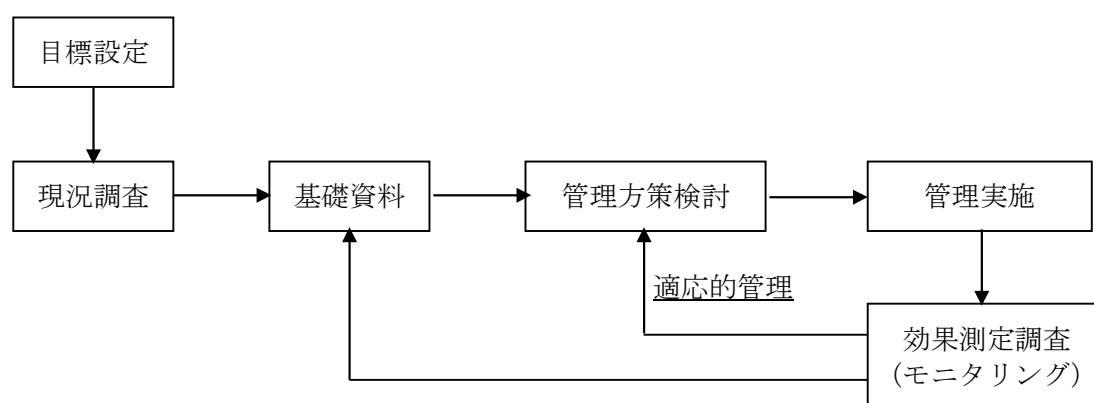 目標設定
現況調査
基礎資料
管理方策検討
管理実施
適応的管理
効果測定調査
(モニタリング)